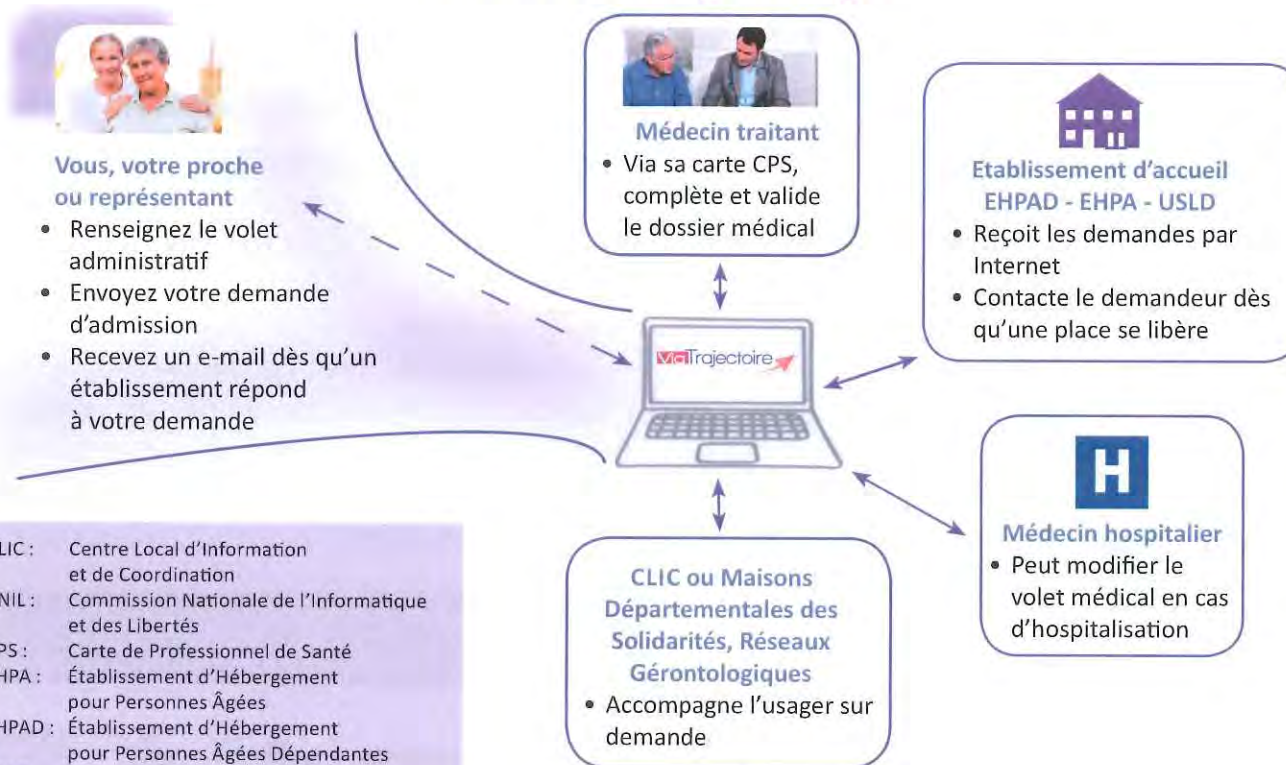 Vous, votre proche
ou représentant
• Renseignez le volet
administratif
• Envoyez votre demande
d'admission
• Recevez un e-mail dès qu'un
établissement répond
à votre demande
Médecin traitant
• Via sa carte CPS,
complète et valide
le dossier médical
Etablissement d'accueil
EHPAD - EHPA - USLD
• Reçoit les demandes par
Internet
• Contacte le demandeur dès
qu'une place se libère
ViaTrajectoire
H
Médecin hospitalier
• Peut modifier le
volet médical en cas
d'hospitalisation
CLIC ou Maisons
Départementales des
Solidarités, Réseaux
Gérontologiques
• Accompagne l'usager sur
demande
LIC : Centre Local d'Information
et de Coordination
NIL : Commission Nationale de l'Informatique
et des Libertés
PS : Carte de Professionnel de Santé
HPA : Établissement d'Hébergement
pour Personnes Âgées
HPAD : Établissement d'Hébergement
pour Personnes Âgées Dépendantes